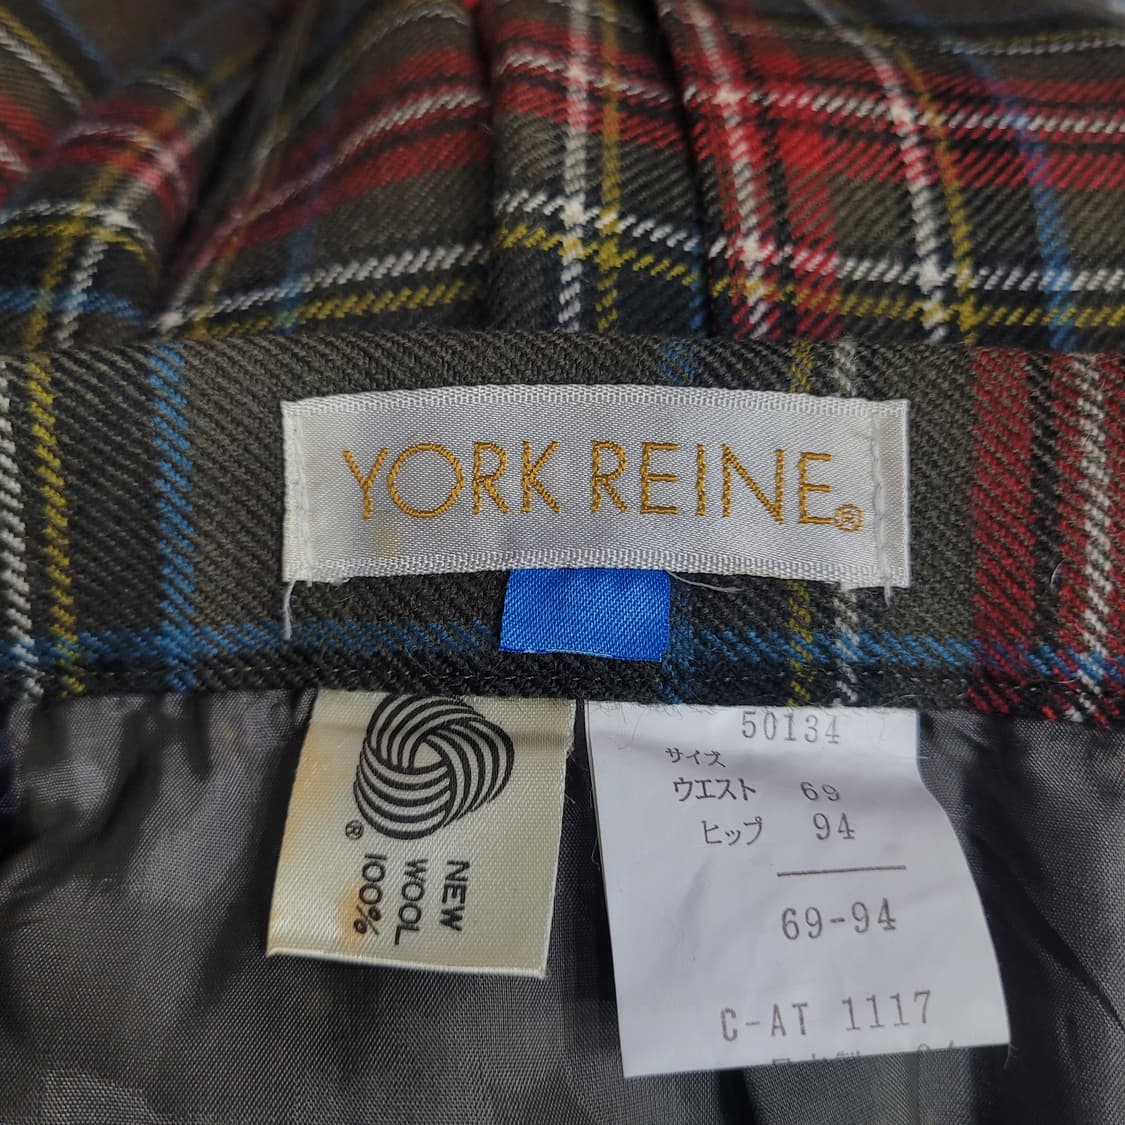 YORK REINE®
®
NEW
WOOL
100%
50134
サイズ
ウエスト 69
ヒップ 94
69-94
C-AT 1117